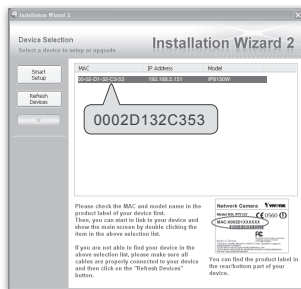 Installation Wizard 2
Device Selection
Select a device to setup or upgrade
Installation Wizard 2
Smart
Setup
Refresh
Devices
MAC IP Address Model
00-02-D1-32-C3-53 192.168.5.151 IP8130W
0002D132C353
Please check the MAC and model name in the
product label of your device first.
Then, you can start to link to your device and
show the main screen by double clicking the
item in the above selection list.
If you are not able to find your device in the
above selection list, please make sure all
cables are properly connected to your device
and then click on the "Refresh Devices"
button.
Network Camera VIVOTEK
Model NO.:PT3127
0560
MAC:0002D1XXXXXX
You can find the product label in
the rear/bottom part of your
device.